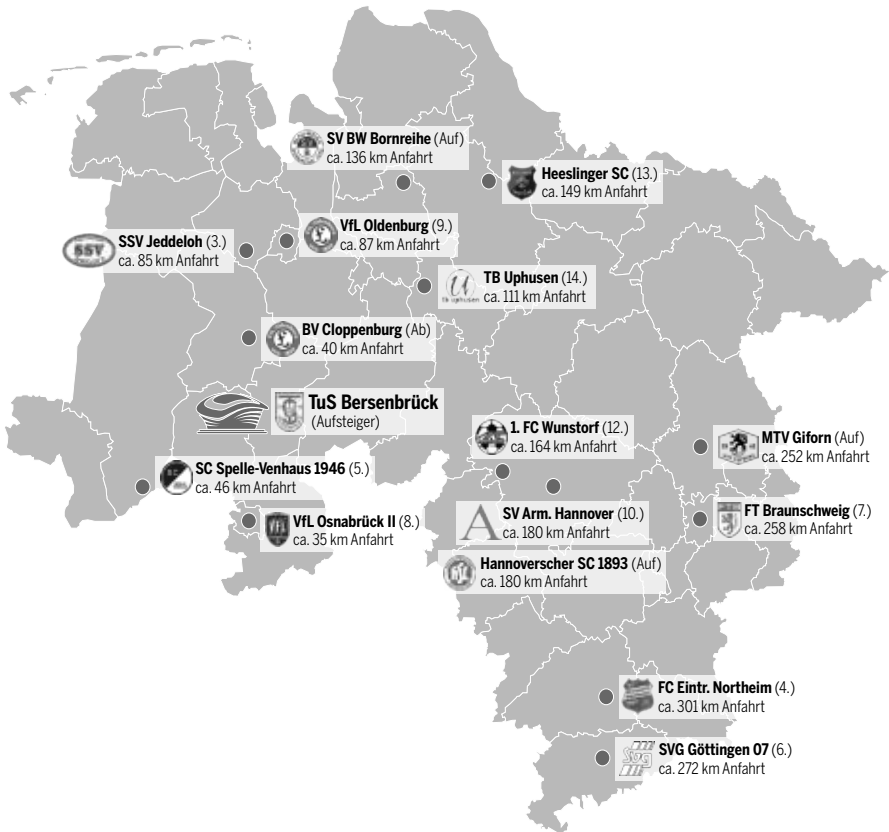 SV BW Bornreihe (Auf)
ca. 136 km Anfahrt
Heeslinger SC (13.)
ca. 149 km Anfahrt
VfL Oldenburg (9.)
ca. 87 km Anfahrt
SSV
SSV Jeddeloh (3.)
ca. 85 km Anfahrt
TB uphusen
TB Uphusen (14.)
ca. 111 km Anfahrt
BV Cloppenburg (Ab)
ca. 40 km Anfahrt
TuS Bersenbrück
(Aufsteiger)
1. FC Wunstorf (12.)
ca. 164 km Anfahrt
MTV Giforn (Auf)
ca. 252 km Anfahrt
SC Spelle-Venhaus 1946 (5.)
ca. 46 km Anfahrt
A
SV Arm. Hannover (10.)
ca. 180 km Anfahrt
FT Braunschweig (7.)
ca. 258 km Anfahrt
VfL Osnabrück II (8.)
ca. 35 km Anfahrt
Hannoverscher SC 1893 (Auf)
ca. 180 km Anfahrt
FC Eintr. Northeim (4.)
ca. 301 km Anfahrt
Svg
SVG Göttingen 07 (6.)
ca. 272 km Anfahrt